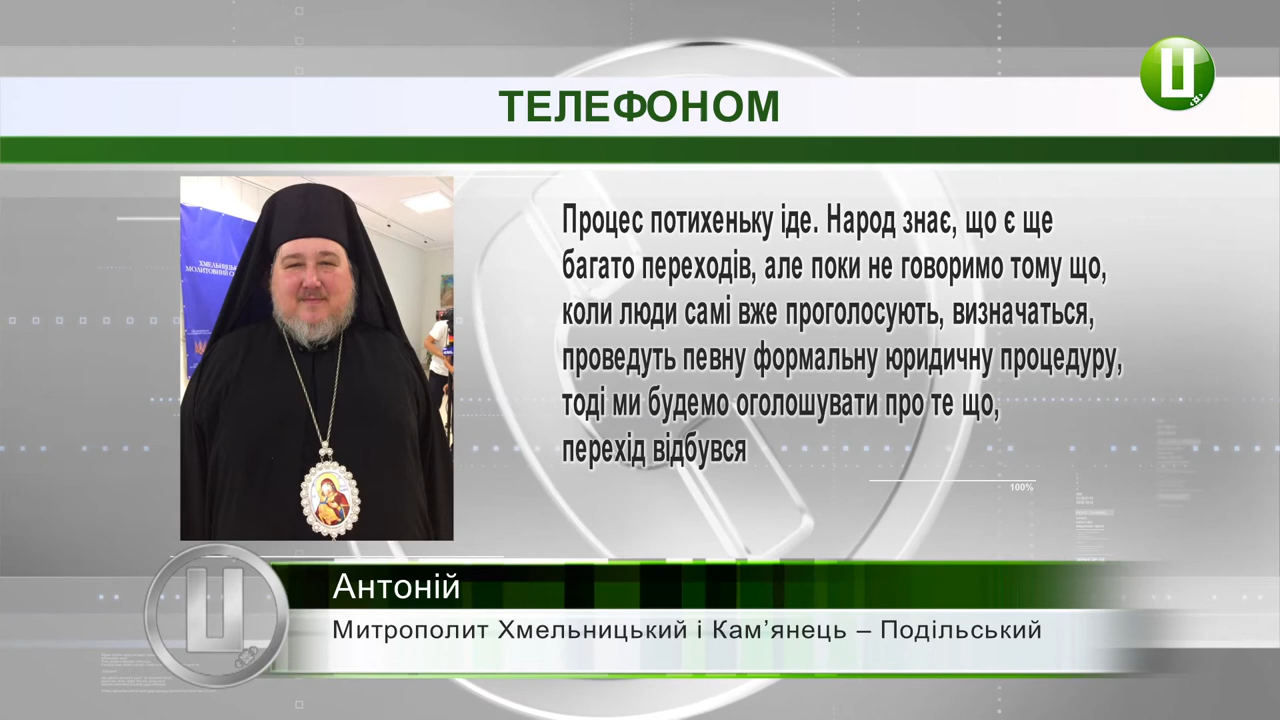 ТЕЛЕФОНОМ
Ц
Процес потихеньку іде. Народ знає, що є ще
багато переходів, але поки не говоримо тому що,
коли люди самі вже проголосують, визначаться,
проведуть певну формальну юридичну процедуру,
тоді ми будемо оголошувати про те що,
перехід відбувся
100%
Ц
Антоній
Митрополит Хмельницький і Кам’янець – Подільський